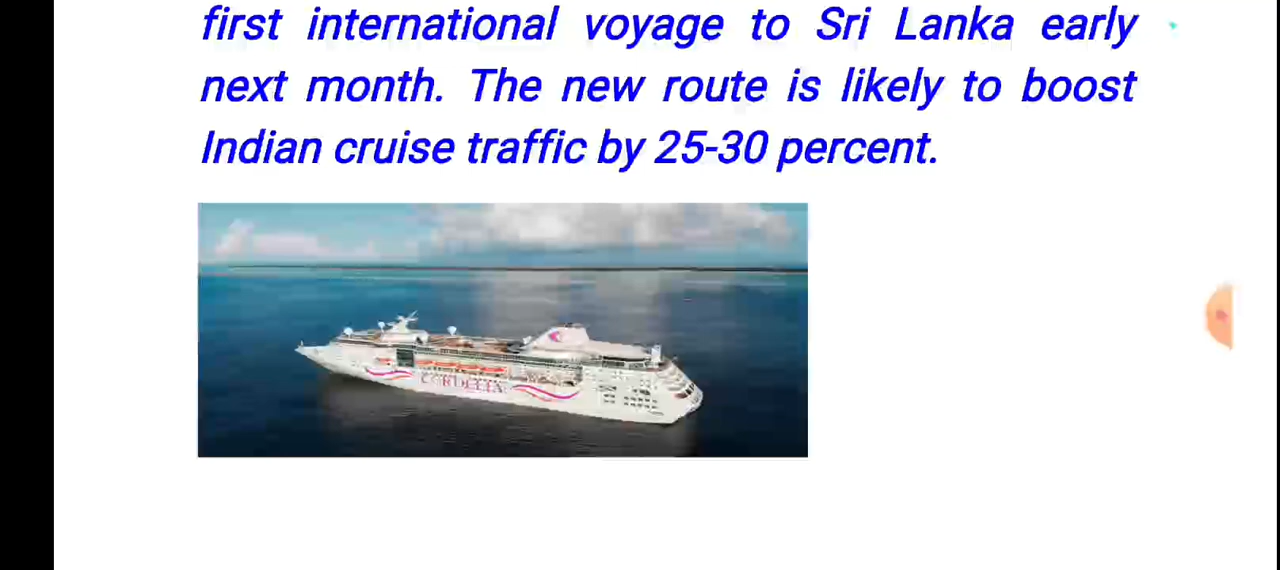 first international voyage to Sri Lanka early
next month. The new route is likely to boost
Indian cruise traffic by 25-30 percent.
CORDELIA